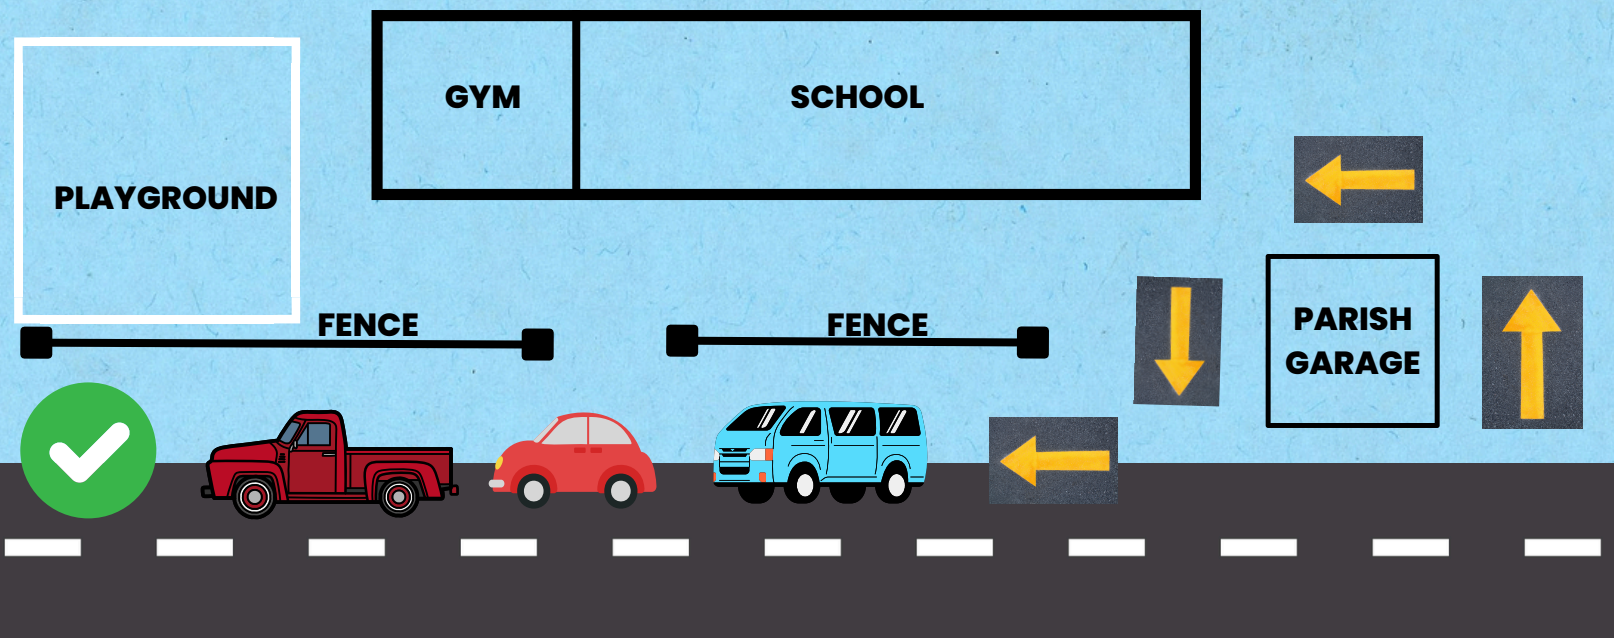 GYM
SCHOOL
PLAYGROUND
FENCE
FENCE
PARISH
GARAGE